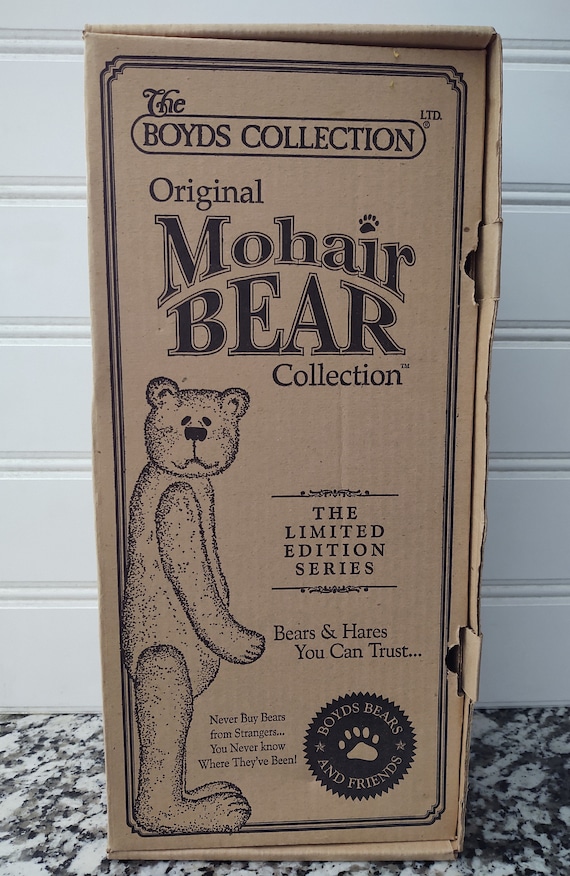 The
BOYDS COLLECTION LTD.®
Original
Mohair
BEAR
Collection™
THE
LIMITED
EDITION
SERIES
Bears & Hares
You Can Trust...
Never Buy Bears
from Strangers...
You Never know
Where They've Been!
BOYDS BEARS
AND FRIENDS